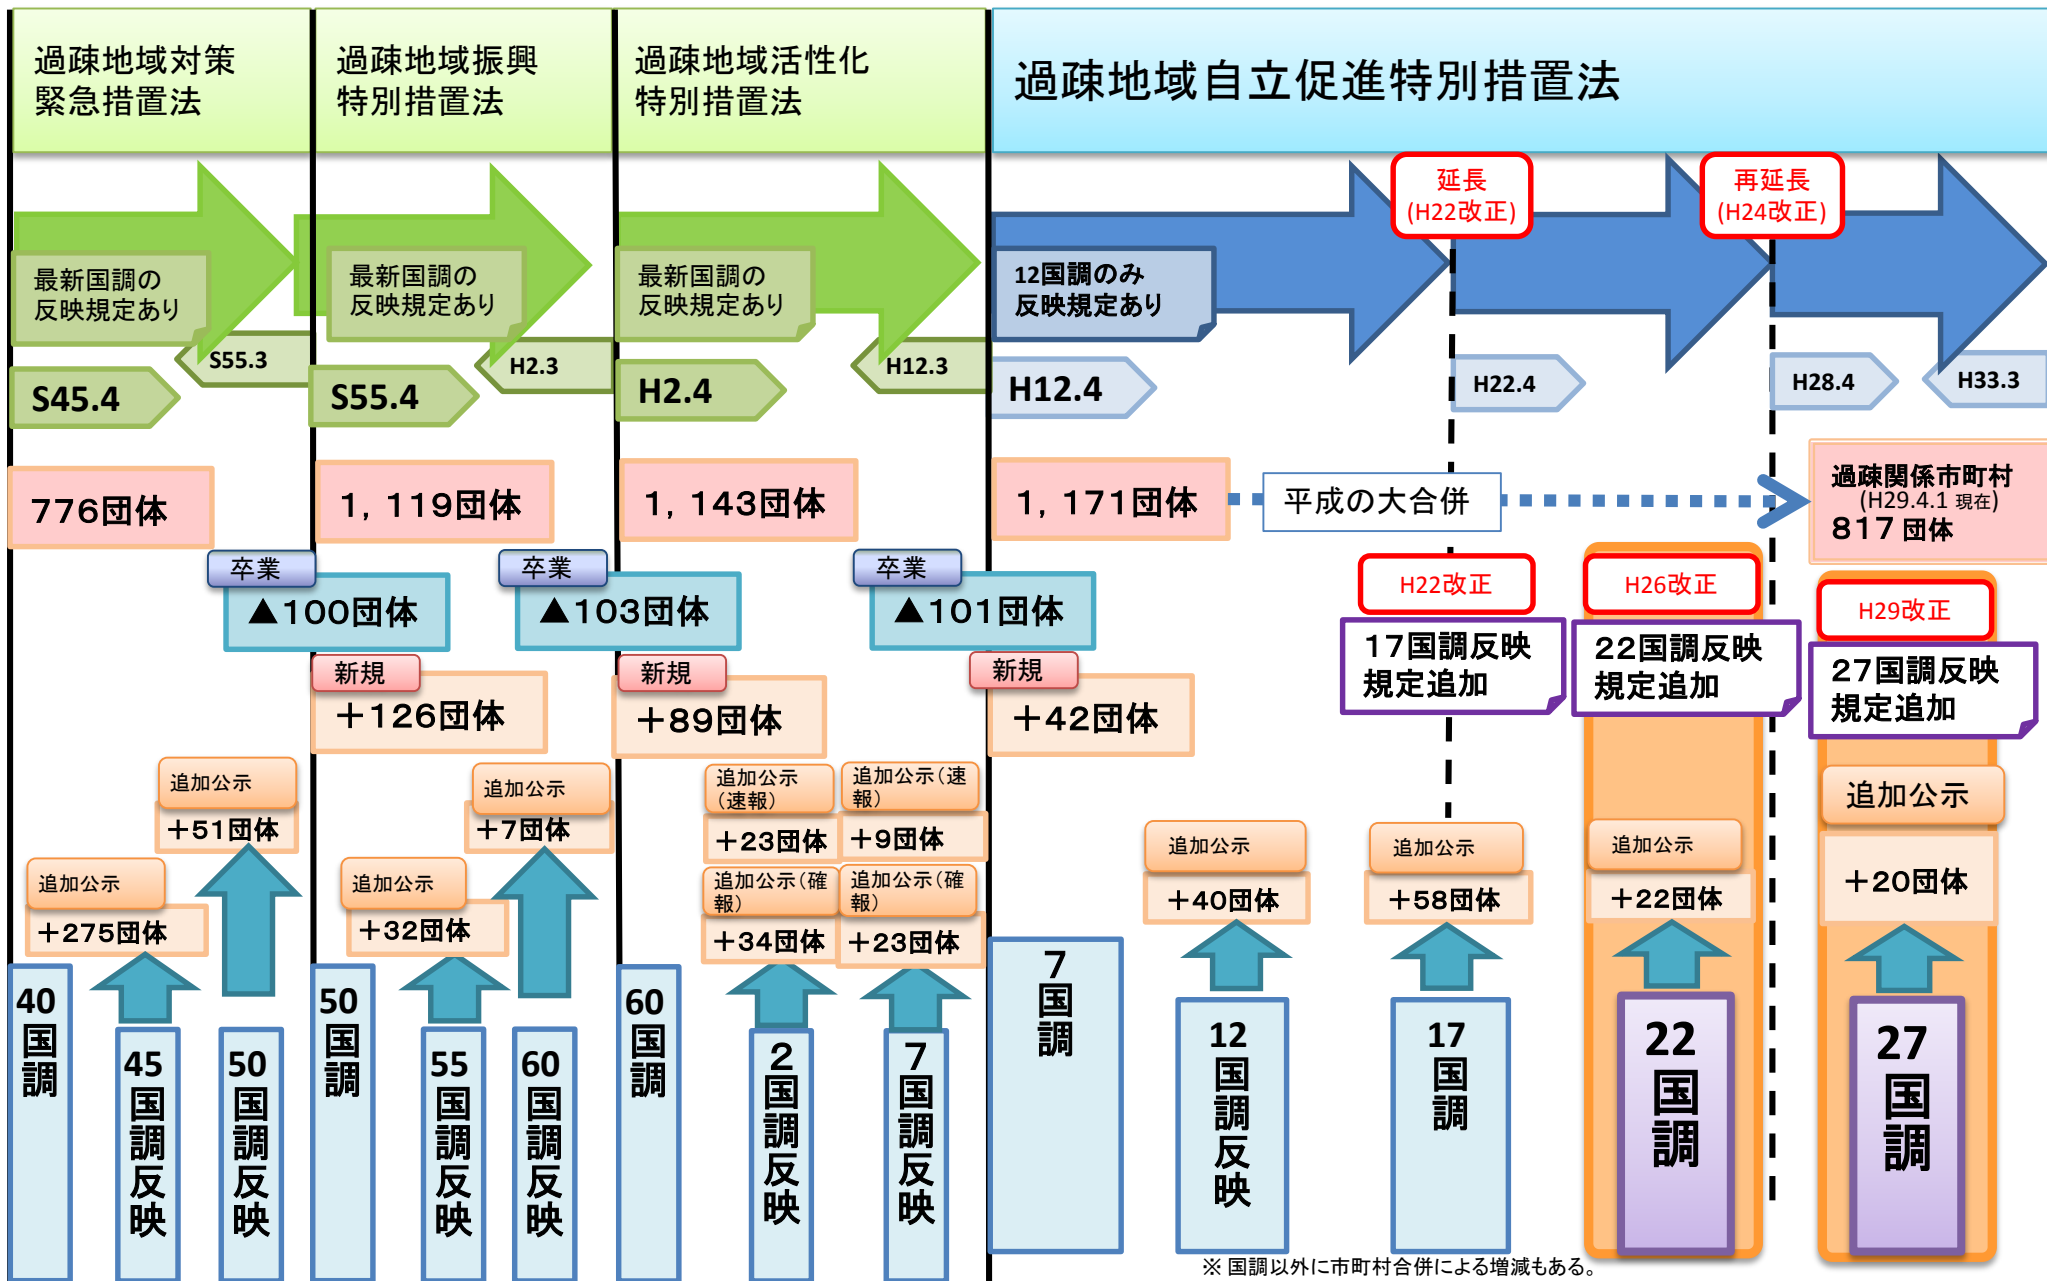 過疎地域対策
緊急措置法
過疎地域振興
特別措置法
過疎地域活性化
特別措置法
過疎地域自立促進特別措置法
延長
(H22改正)
再延長
(H24改正)
最新国調の
反映規定あり
最新国調の
反映規定あり
最新国調の
反映規定あり
12国調のみ
反映規定あり
S55.3
H2.3
H12.3
S45.4
S55.4
H2.4
H12.4
H22.4
H28.4
H33.3
776団体
1,119団体
1,143団体
1,171団体
平成の大合併
過疎関係市町村
(H29.4.1 現在)
817 団体
卒業
▲100団体
卒業
▲103団体
卒業
▲101団体
新規
+126団体
新規
+89団体
新規
+42団体
H22改正
17国調反映
規定追加
H26改正
22国調反映
規定追加
H29改正
27国調反映
規定追加
追加公示
+51団体
追加公示
+275団体
追加公示
+7団体
追加公示
+32団体
追加公示
(速報)
+23団体
追加公示(速
報)
+9団体
追加公示(確
報)
+34団体
追加公示(確
報)
+23団体
追加公示
+40団体
追加公示
+58団体
追加公示
+22団体
追加公示
+20団体
40国調
45国調反映
50国調反映
50国調
55国調反映
60国調反映
60国調
2国調反映
7国調反映
7国調
12国調反映
17国調
22国調
27国調
※ 国調以外に市町村合併による増減もある。